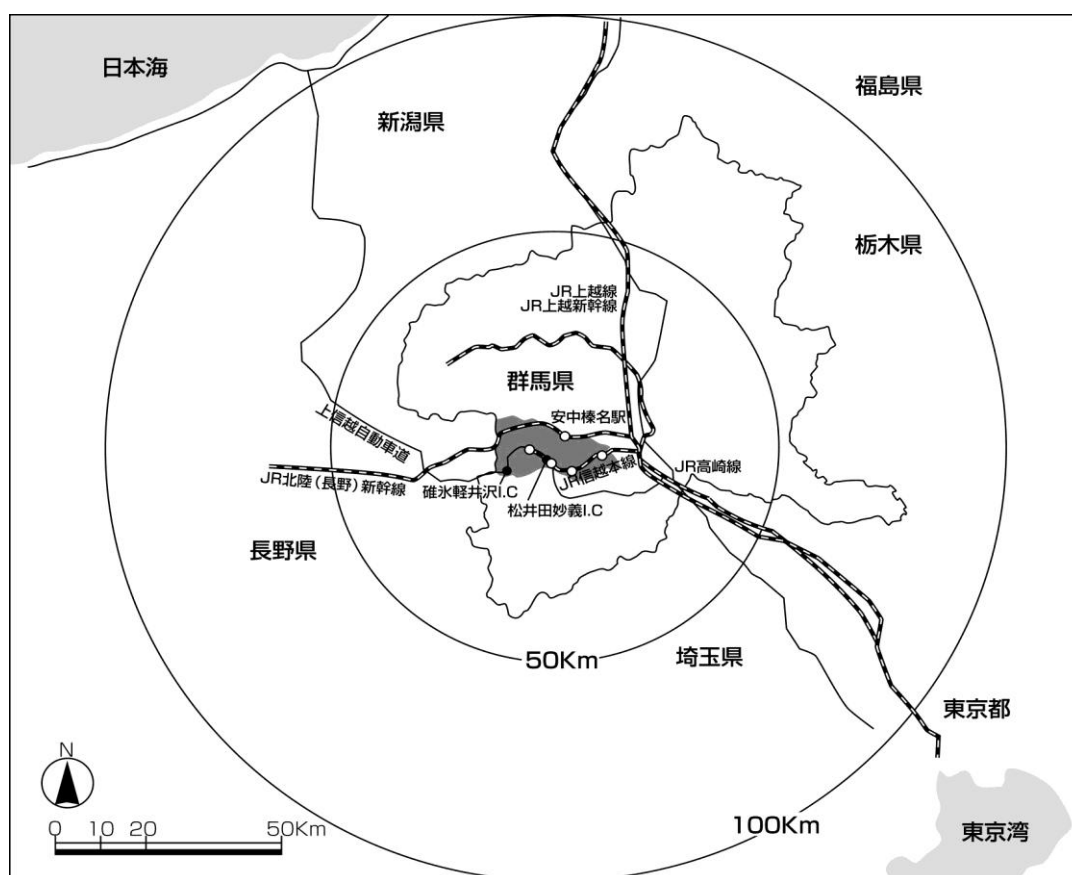 日本海
福島県
新潟県
栃木県
JR上越線
JR上越新幹線
群馬県
安中榛名駅
上信越自動車道
JR信越本線
JR高崎線
JR北陸(長野)新幹線
碓氷軽井沢I.C
松井田妙義I.C
長野県
50Km
埼玉県
東京都
N
0 10 20 50Km
100Km
東京湾